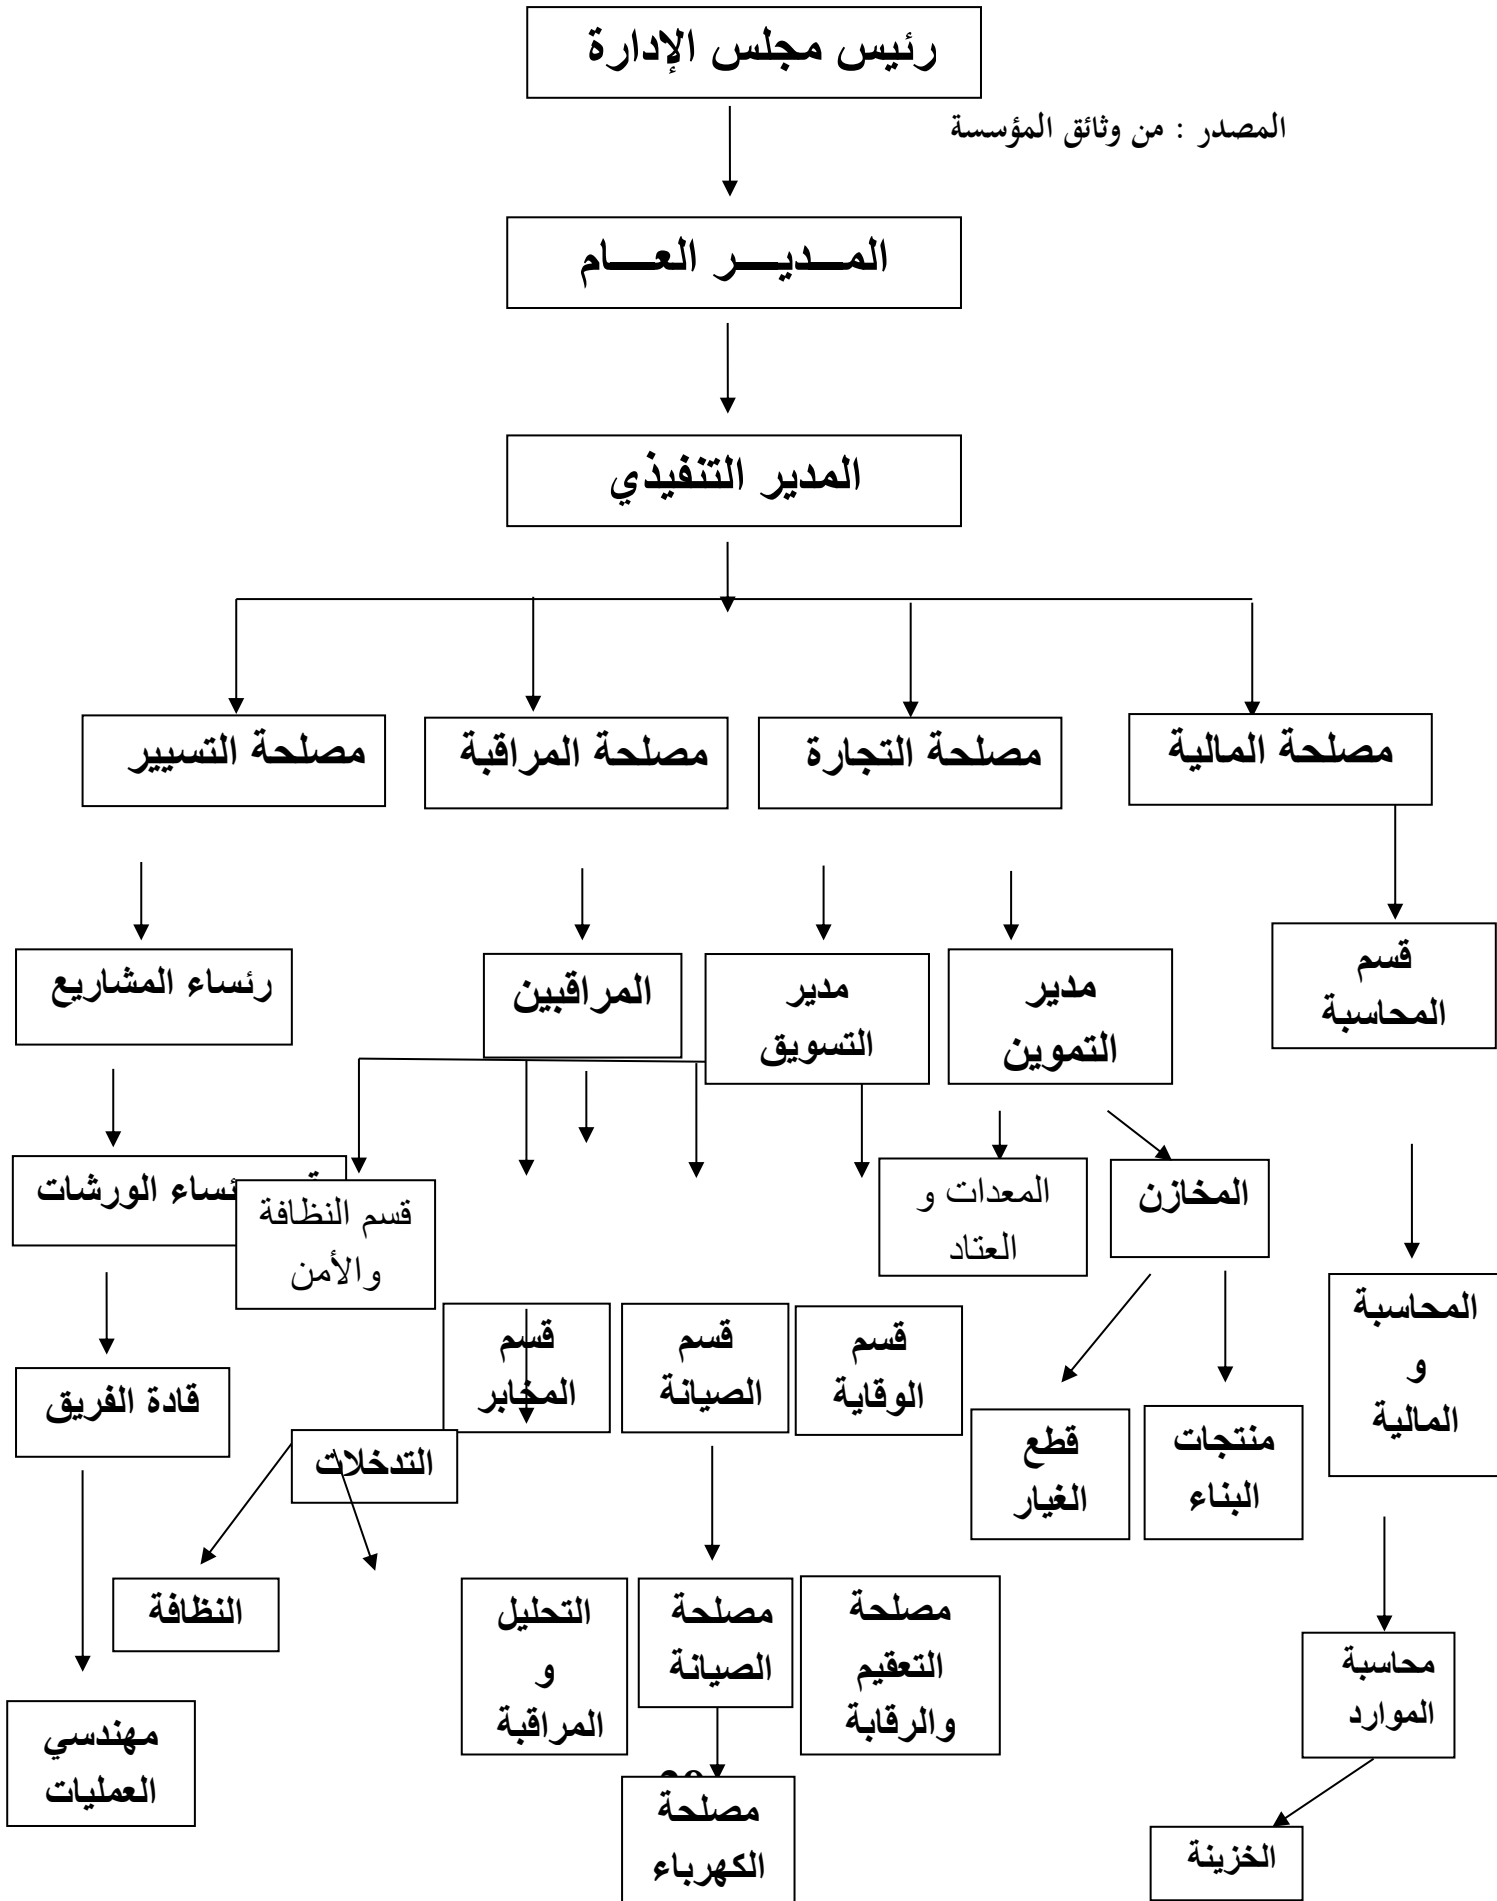 رئيس مجلس الإدارة
المصدر : من وثائق المؤسسة
المـــديـــر العـــام
المدير التنفيذي
مصلحة المالية
مصلحة التجارة
مصلحة المراقبة
مصلحة التسيير
قسم
المحاسبة
مدير
التموين
مدير
التسويق
المراقبين
رئساء المشاريع
المخازن
المعدات و
العتاد
الورشات
قسم النظافة
والأمن
المحاسبة
و
المالية
قسم
الوقاية
قسم
الصيانة
قسم
المخابر
قادة الفريق
منتجات
البناء
قطع
الغيار
التدخلات
محاسبة
الموارد
مصلحة
التعقيم
والرقابة
مصلحة
الصيانة
التحليل
و
المراقبة
النظافة
مهندسي
العمليات
مصلحة
الكهرباء
الخزينة